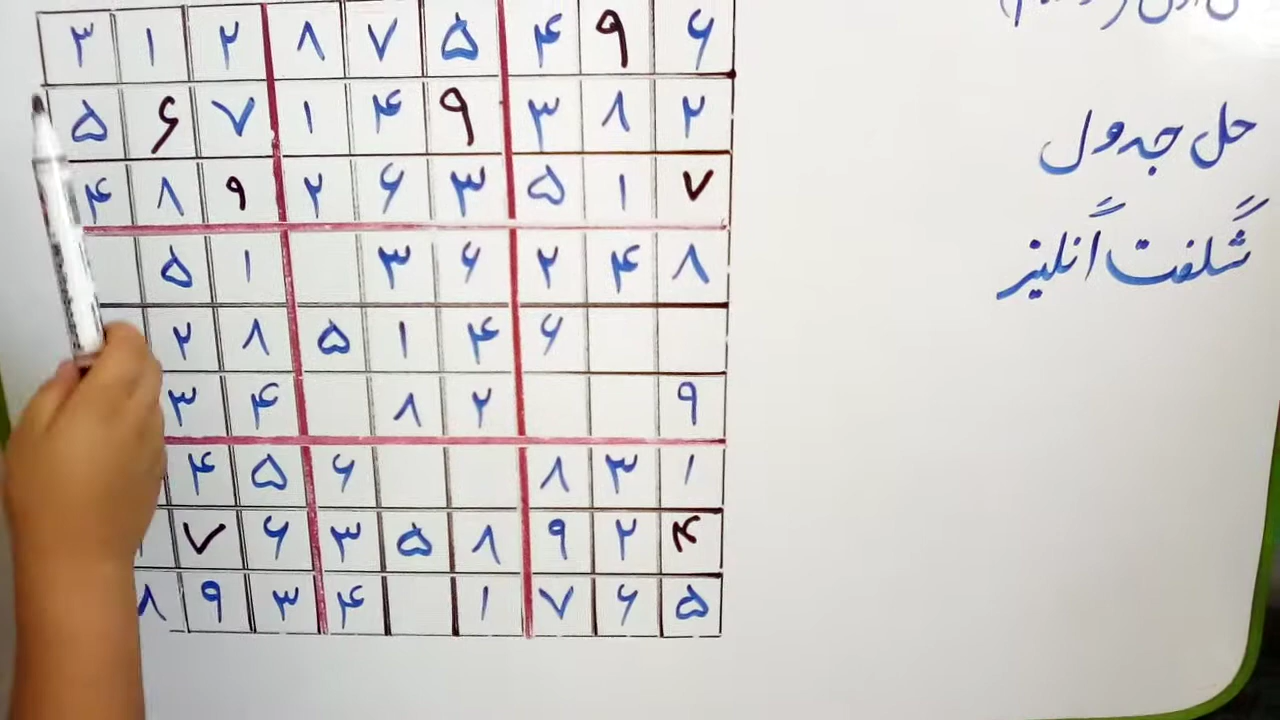 حل جدول
شگفت انگیز
۳ ۱ ۲ ۸ ۷ ۵ ۴ ۹ ۶
۵ ۶ ۷ ۱ ۴ ۹ ۳ ۸ ۲
۴ ۸ ۹ ۲ ۶ ۳ ۵ ۱ ۷
۵ ۱ ۳ ۶ ۲ ۴ ۸
۲ ۸ ۵ ۱ ۴ ۶
۳ ۴ ۸ ۲ ۹
۴ ۵ ۶ ۸ ۳ ۱
۷ ۶ ۳ ۵ ۸ ۹ ۲ ۴
۸ ۹ ۳ ۴ ۱ ۷ ۶ ۵